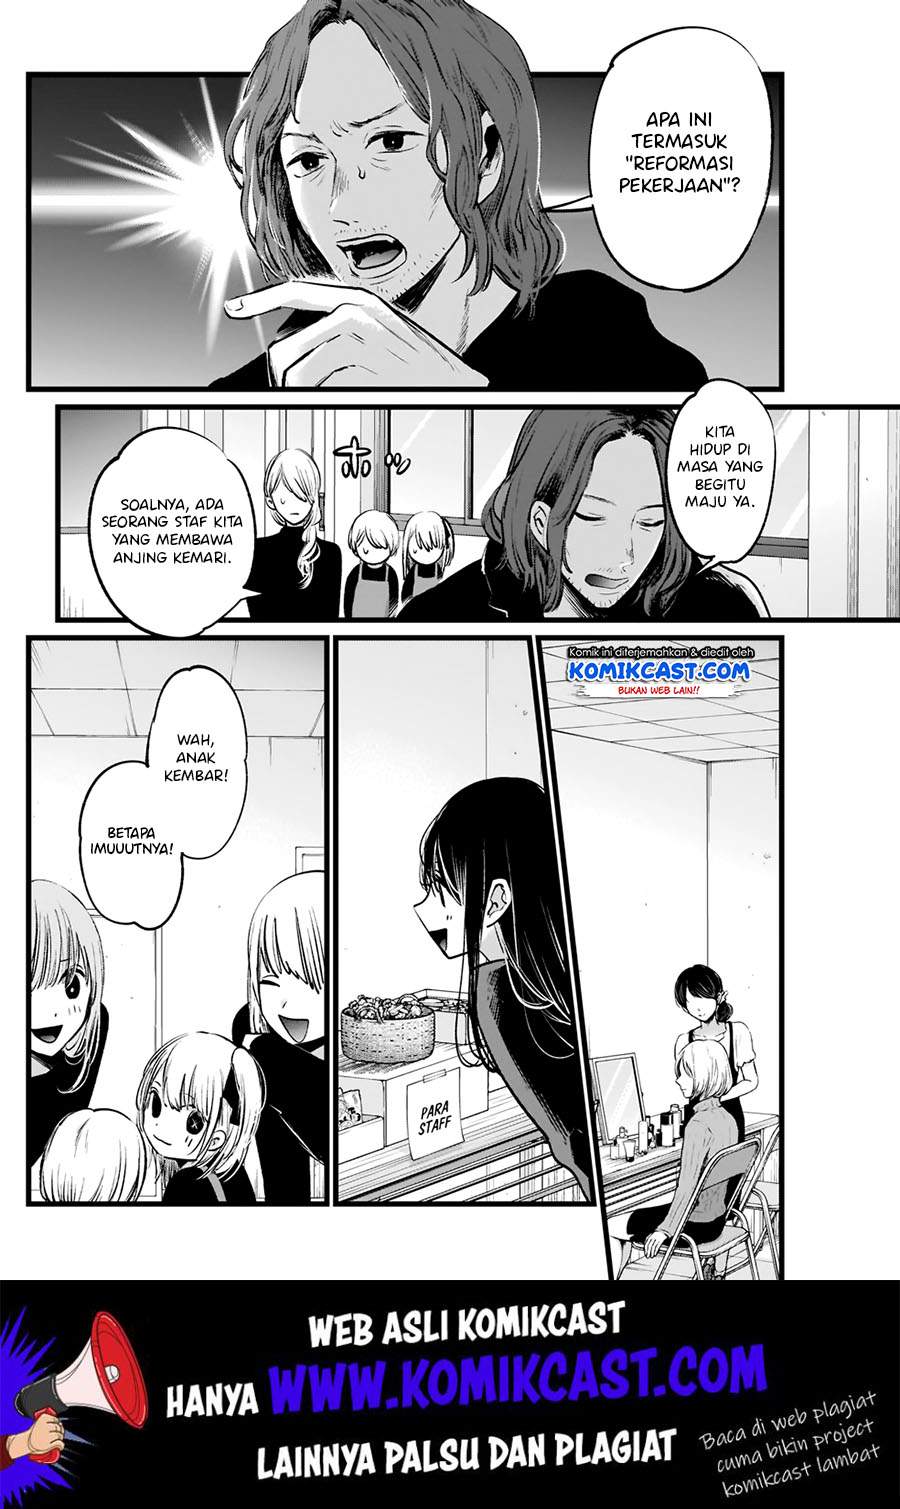 APA INI
TERMASUK
"REFORMASI
PEKERJAAN"?
KITA
HIDUP DI
MASA YANG
BEGITU
MAJU YA.
ホッ
SOALNYA, ADA
SEORANG STAF KITA
YANG MEMBAWA
ANJING KEMARI.
Komik ini diterjemahkan & diedit oleh
KOMIKCAST.COM
BUKAN WEB LAIN!!
PARA
STAFF
WAH,
ANAK
KEMBAR!
BETAPA
IMUUUTNYA!
WEB ASLI KOMIKCAST
HANYA WWW.KOMIKCAST.COM
LAINNYA PALSU DAN PLAGIAT
Baca di web plagiat
cuma bikin project
komikcast lambat